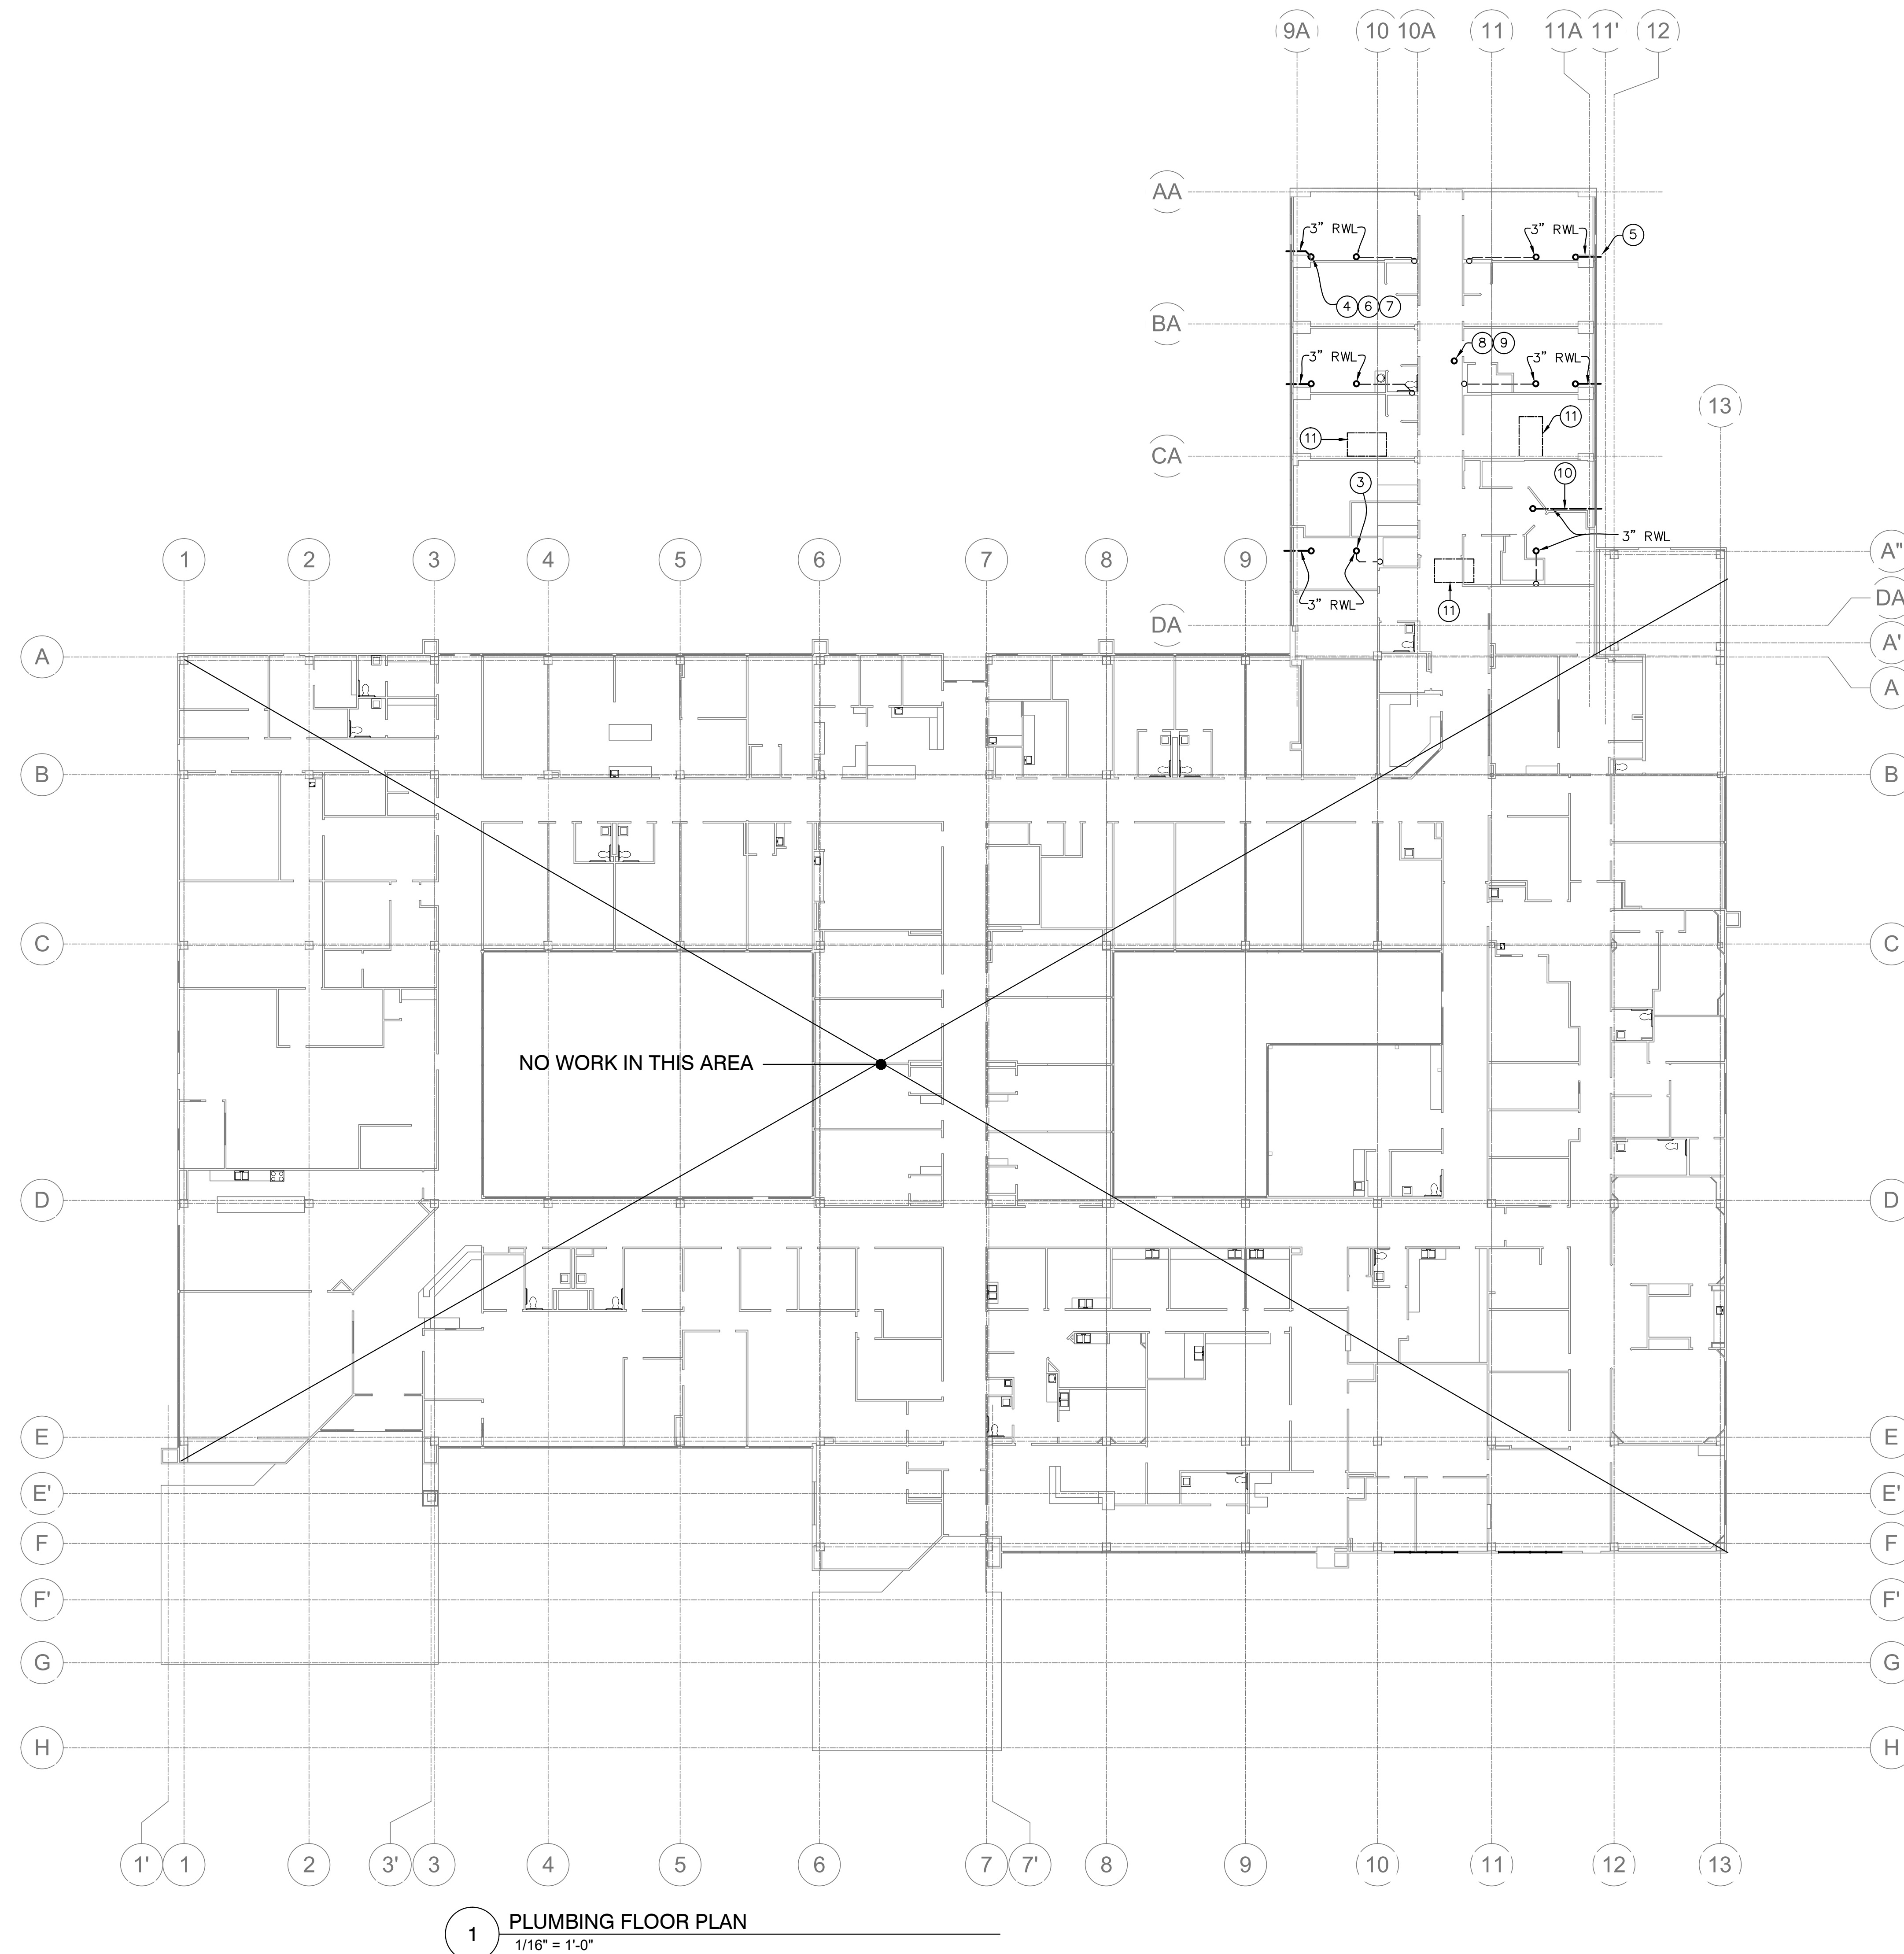 9A 10 10A 11 11A 11' 12
AA
3" RWL 3" RWL 5
4 6 7
BA
8 9
3" RWL 3" RWL
13
11 11
CA
10
3
3" RWL
1 2 3 4 5 6 7 8 9
A"
11
3" RWL
DA
DA
A'
A
A
B B
C C
NO WORK IN THIS AREA
D D
E E
E' E'
F F
F' F'
G G
H H
1' 1 2 3' 3 4 5 6 7 7' 8 9 10 11 12 13
1 PLUMBING FLOOR PLAN
1/16" = 1'-0"